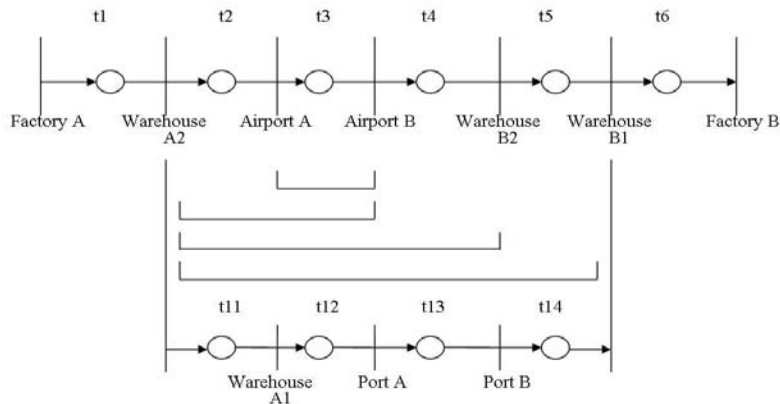 t1 t2 t3 t4 t5 t6
Factory A Warehouse A2 Airport A Airport B Warehouse B2 Warehouse B1 Factory B
t11 t12 t13 t14
Warehouse A1 Port A Port B